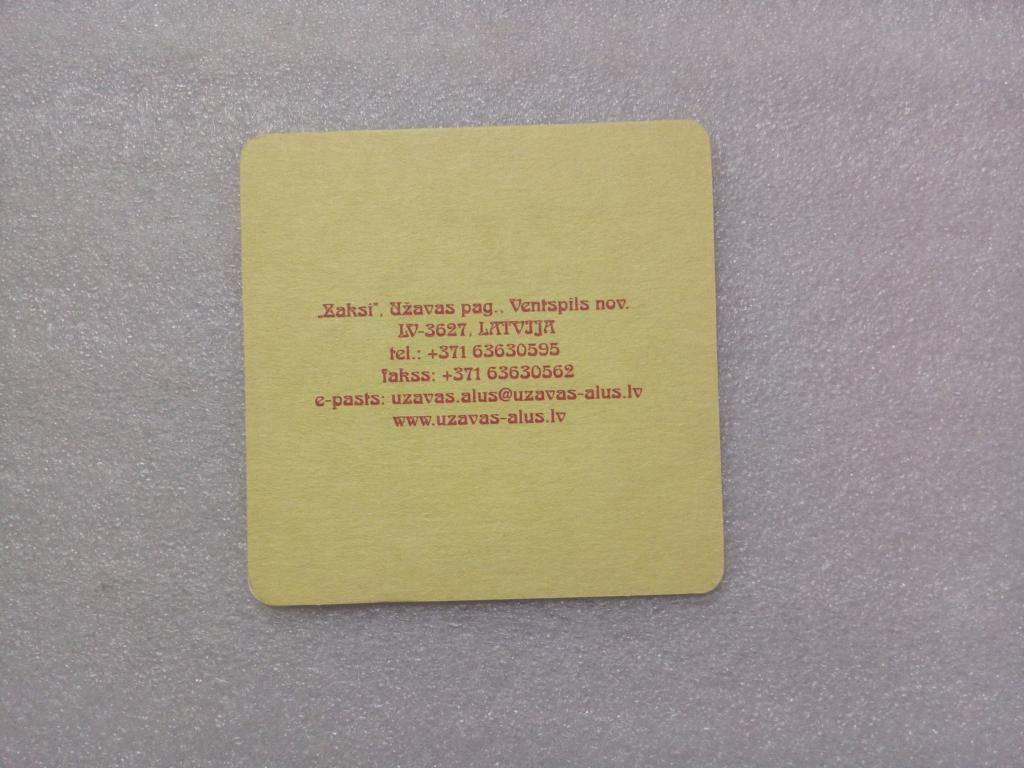 „Zaksi”, Užavas pag., Ventspils nov.
LV-3627, LATVIJA
tel.: +371 63630595
fakss: +371 63630562
e-pasts: uzavas.alus@uzavas-alus.lv
www.uzavas-alus.lv